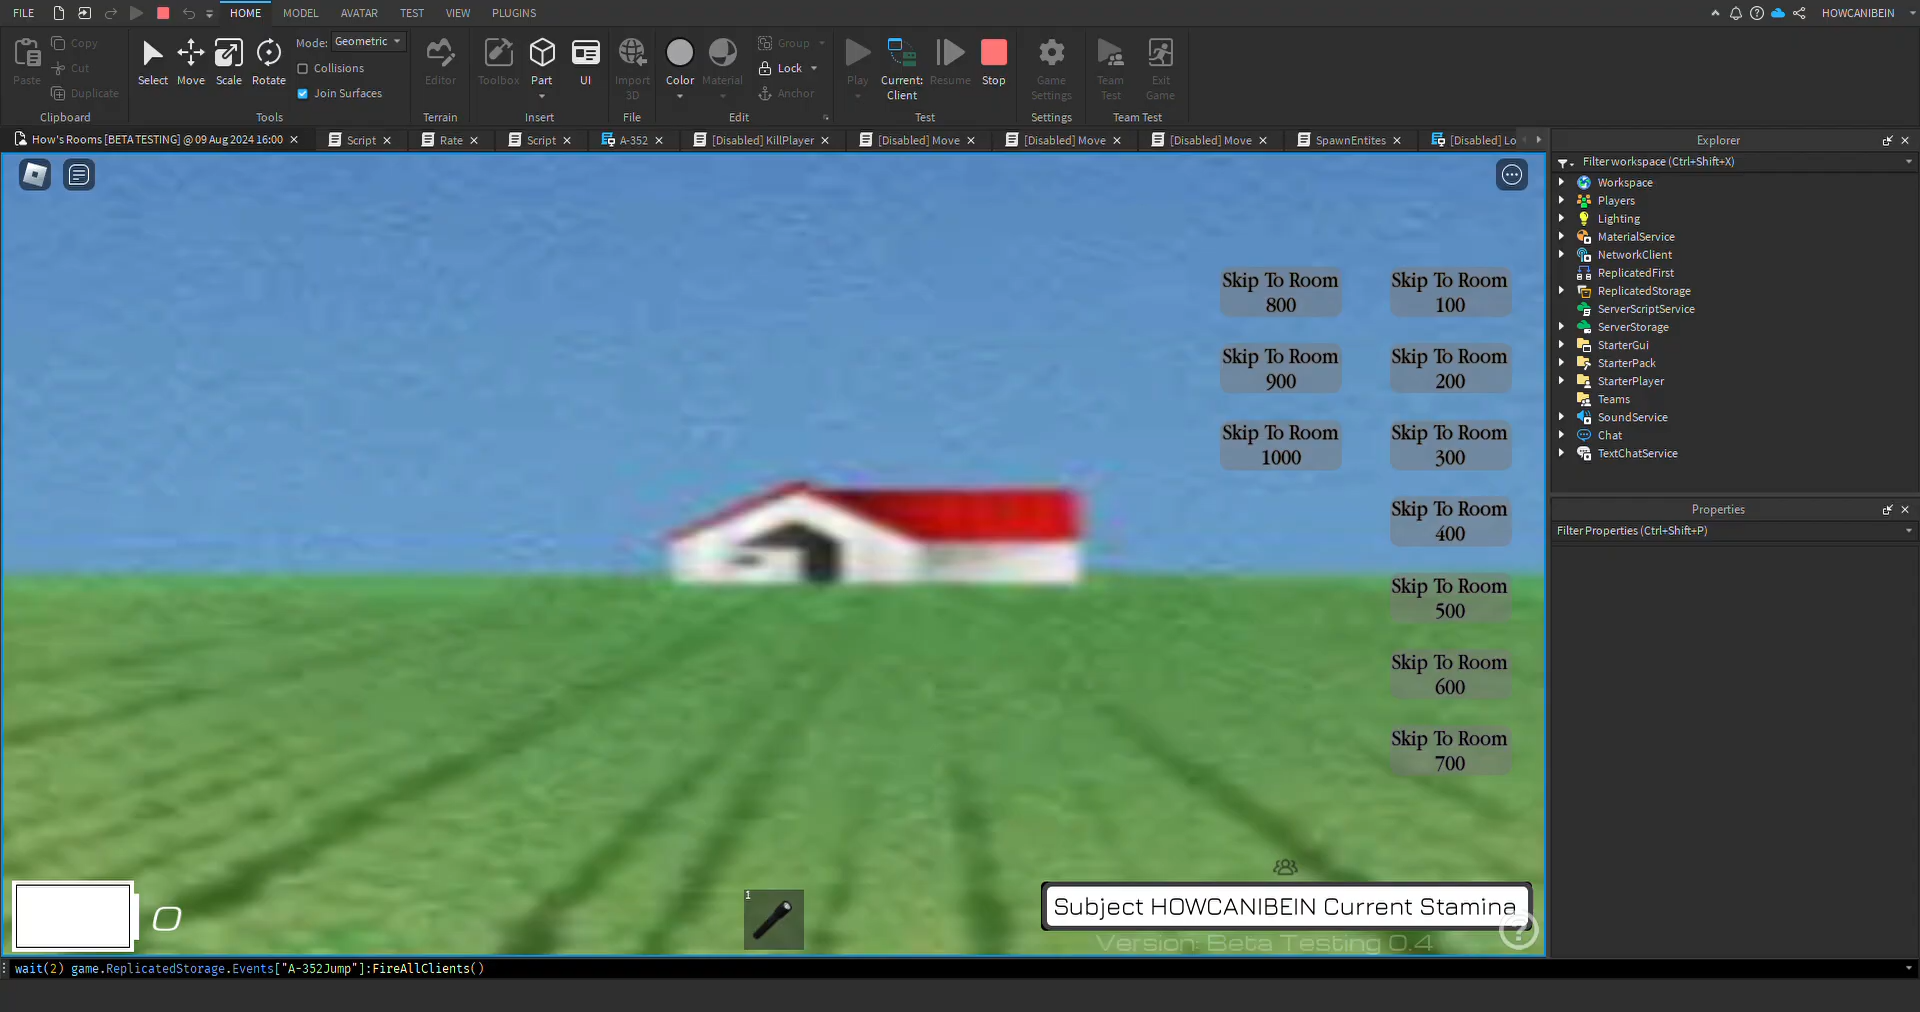 FILE
HOME
MODEL
AVATAR
TEST
VIEW
PLUGINS
HOWCANIBEIN
Paste
Copy
Cut
Duplicate
Clipboard
Select
Move
Scale
Rotate
Mode:
Geometric
Collisions
Join Surfaces
Tools
Editor
Terrain
Toolbox
Part
UI
Insert
Import
3D
File
Color
Material
Group
Lock
Anchor
Edit
Play
Current:
Client
Resume
Stop
Test
Game
Settings
Settings
Team
Test
Exit
Game
Team Test
How's Rooms [BETA TESTING] @ 09 Aug 2024 16:00
Script
Rate
Script
A-352
[Disabled] KillPlayer
[Disabled] Move
[Disabled] Move
[Disabled] Move
SpawnEntites
[Disabled] Lo
Explorer
Filter workspace (Ctrl+Shift+X)
Workspace
Players
Lighting
MaterialService
NetworkClient
ReplicatedFirst
ReplicatedStorage
ServerScriptService
ServerStorage
StarterGui
StarterPack
StarterPlayer
Teams
SoundService
Chat
TextChatService
Properties
Filter Properties (Ctrl+Shift+P)
Skip To Room
800
Skip To Room
100
Skip To Room
900
Skip To Room
200
Skip To Room
1000
Skip To Room
300
Skip To Room
400
Skip To Room
500
Skip To Room
600
Skip To Room
700
0
1
Subject HOWCANIBEIN Current Stamina
?
Version: Beta Testing 0.4
wait(2) game.ReplicatedStorage.Events["A-352Jump"]:FireAllClients()